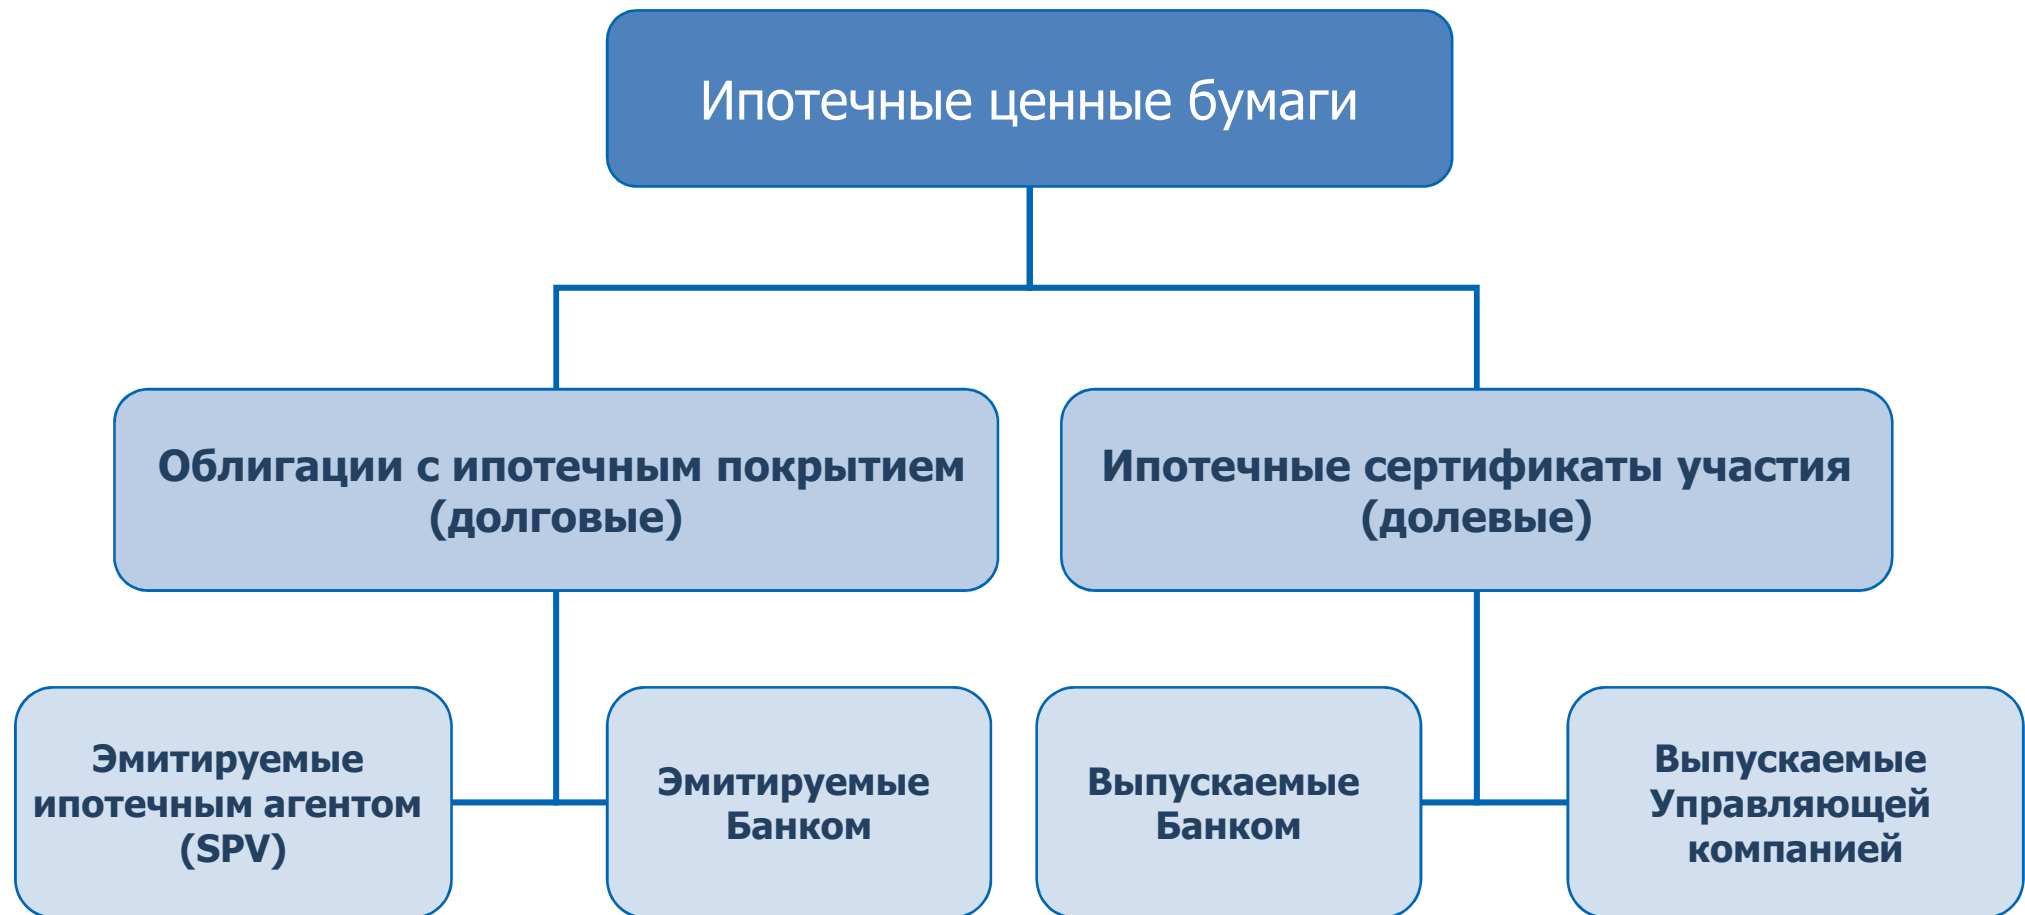 Ипотечные ценные бумаги
Облигации с ипотечным покрытием
(долговые)
Ипотечные сертификаты участия
(долевые)
Эмитируемые
ипотечным агентом
(SPV)
Эмитируемые
Банком
Выпускаемые
Банком
Выпускаемые
Управляющей
компанией